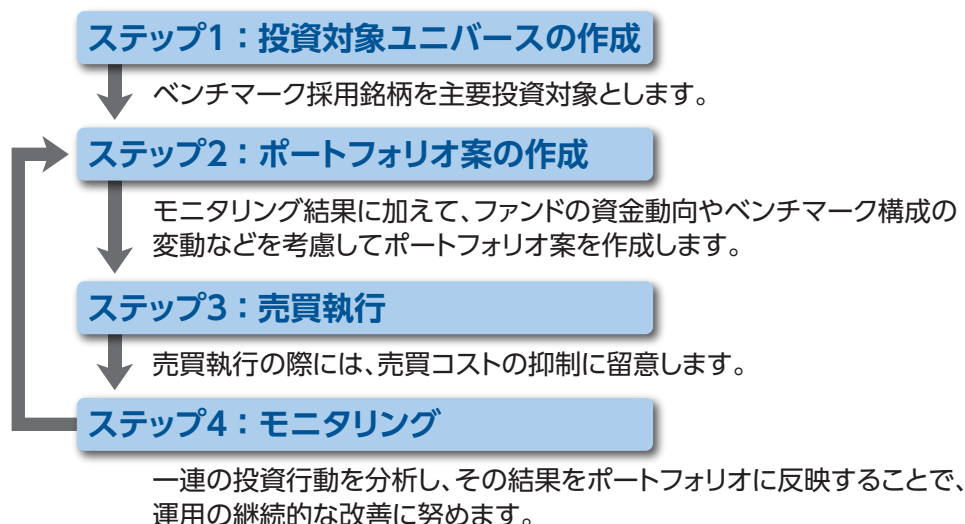 ステップ1：投資対象ユニバースの作成
ベンチマーク採用銘柄を主要投資対象とします。
ステップ2：ポートフォリオ案の作成
モニタリング結果に加えて、ファンドの資金動向やベンチマーク構成の
変動などを考慮してポートフォリオ案を作成します。
ステップ3：売買執行
売買執行の際には、売買コストの抑制に留意します。
ステップ4：モニタリング
一連の投資行動を分析し、その結果をポートフォリオに反映することで、
運用の継続的な改善に努めます。